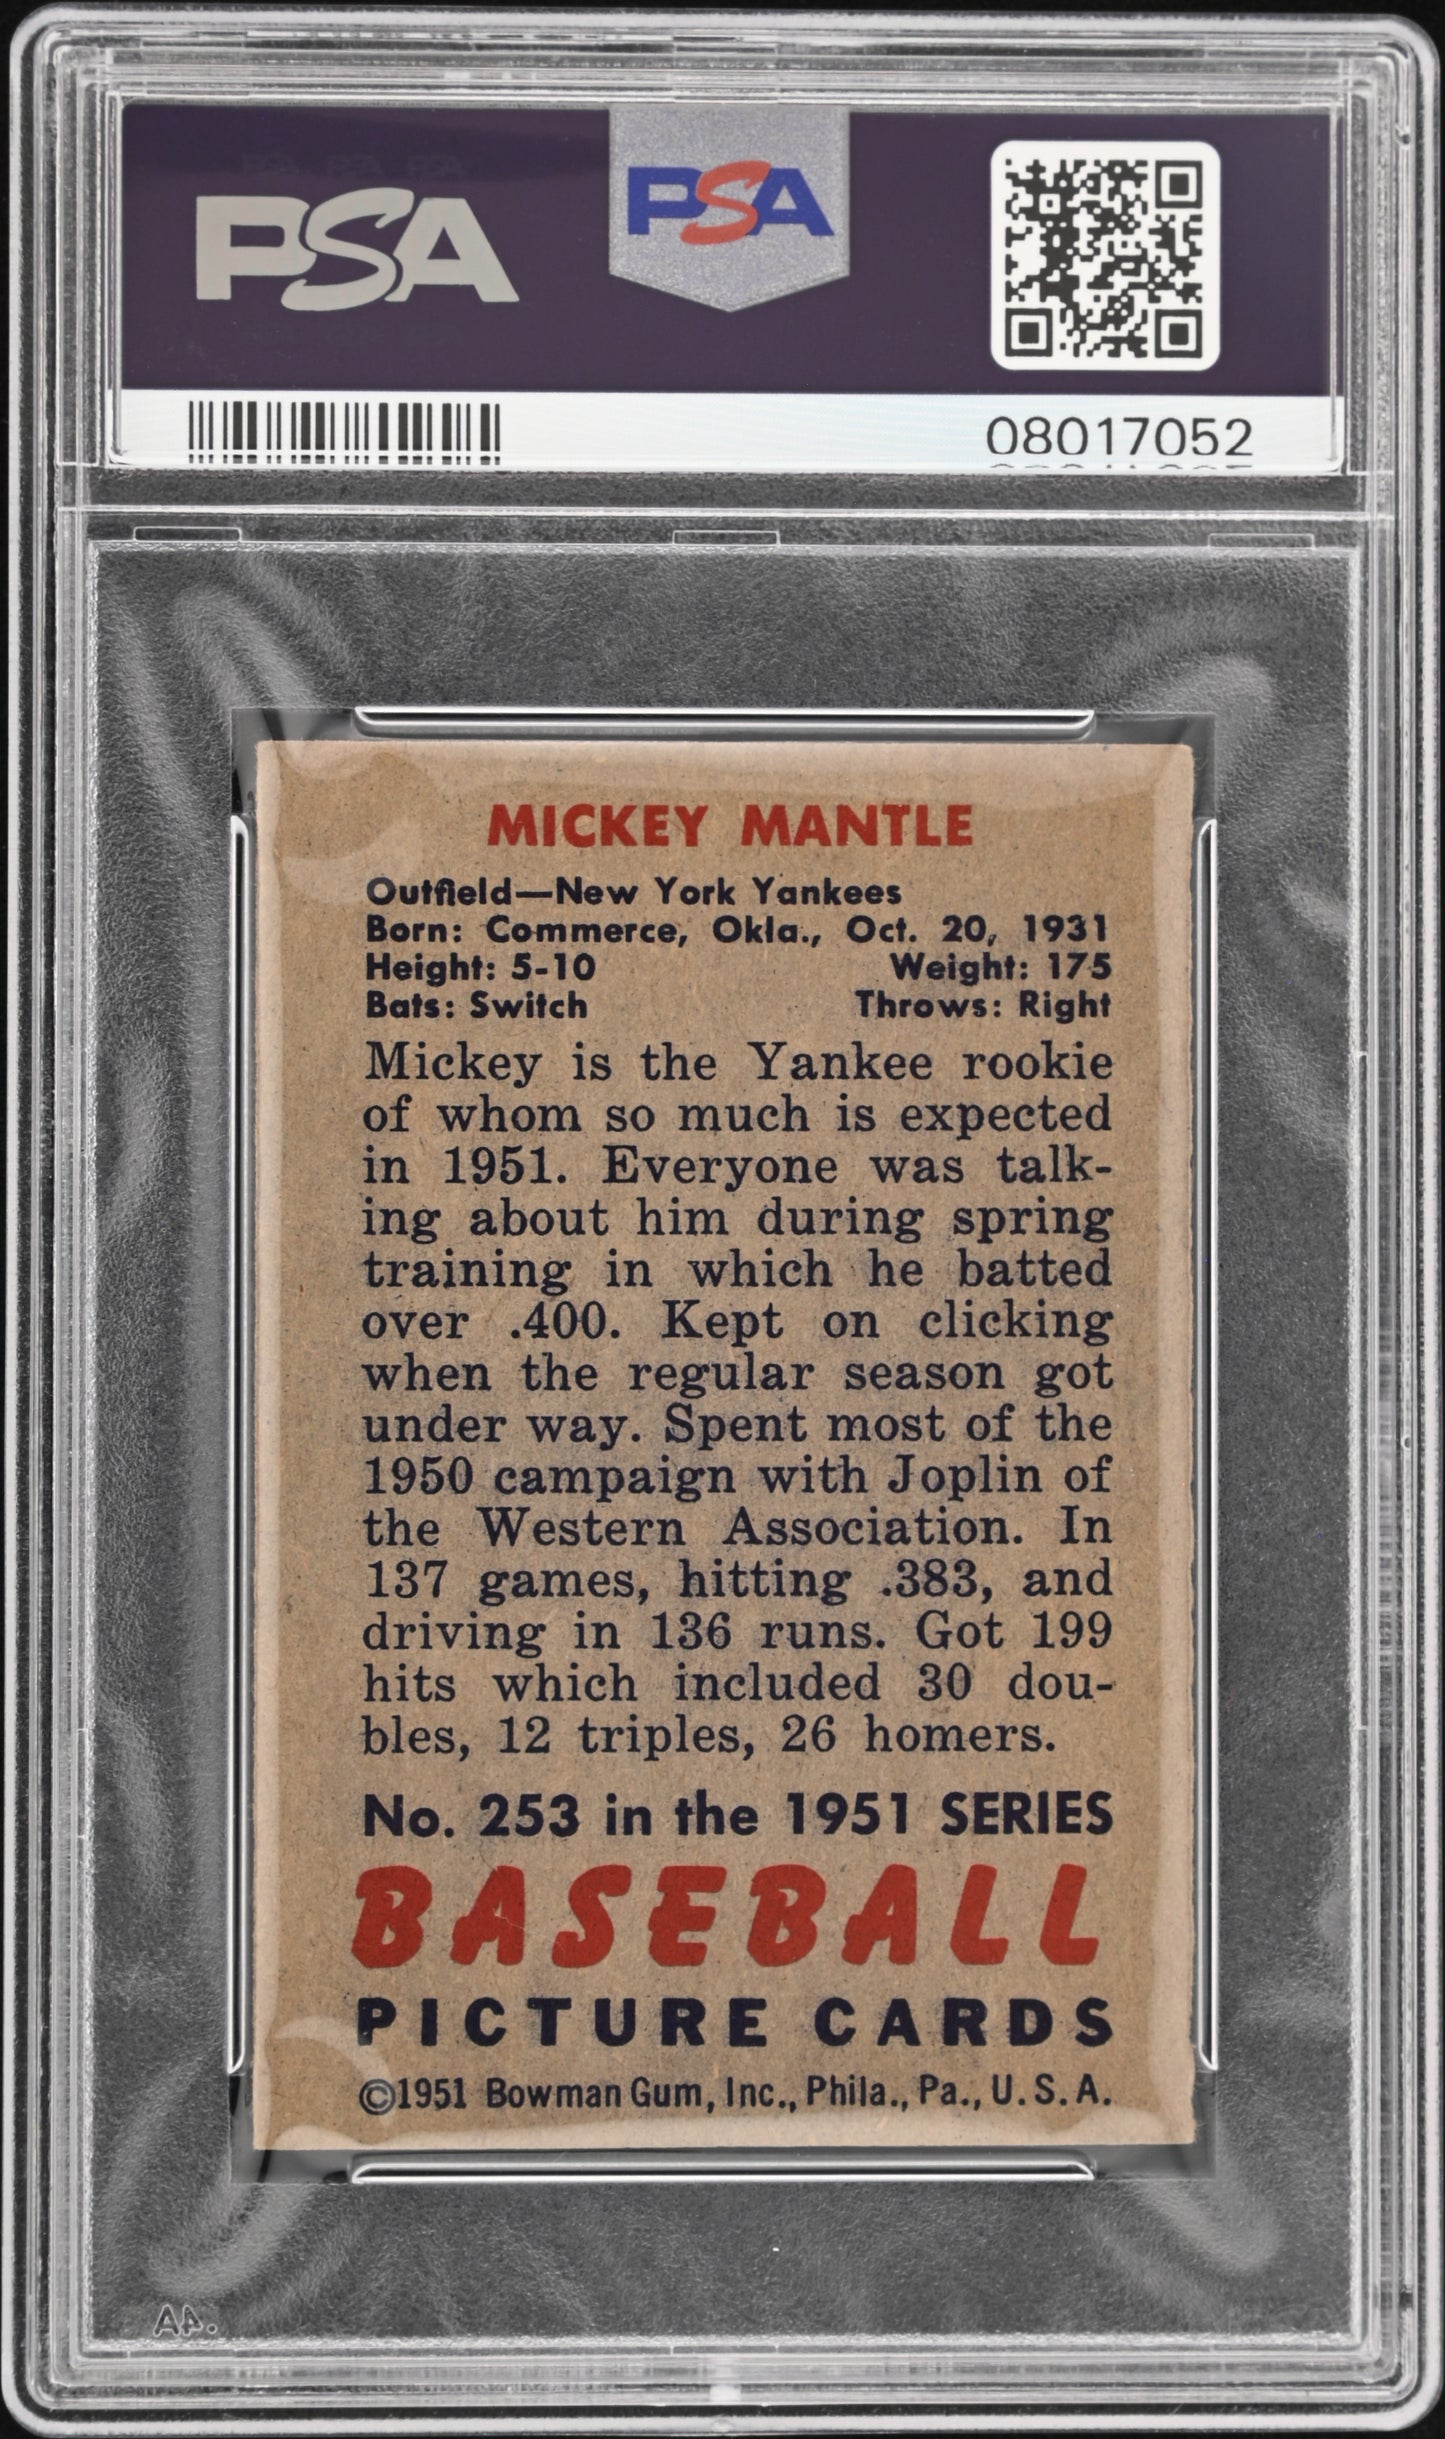 PSA
PSA
08017052
MICKEY MANTLE
Outfield—New York Yankees
Born: Commerce, Okla., Oct. 20, 1931
Height: 5-10 Weight: 175
Bats: Switch Throws: Right
Mickey is the Yankee rookie
of whom so much is expected
in 1951. Everyone was talk-
ing about him during spring
training in which he batted
over .400. Kept on clicking
when the regular season got
under way. Spent most of the
1950 campaign with Joplin of
the Western Association. In
137 games, hitting .383, and
driving in 136 runs. Got 199
hits which included 30 dou-
bles, 12 triples, 26 homers.
No. 253 in the 1951 SERIES
BASEBALL
PICTURE CARDS
©1951 Bowman Gum, Inc., Phila., Pa., U.S.A.